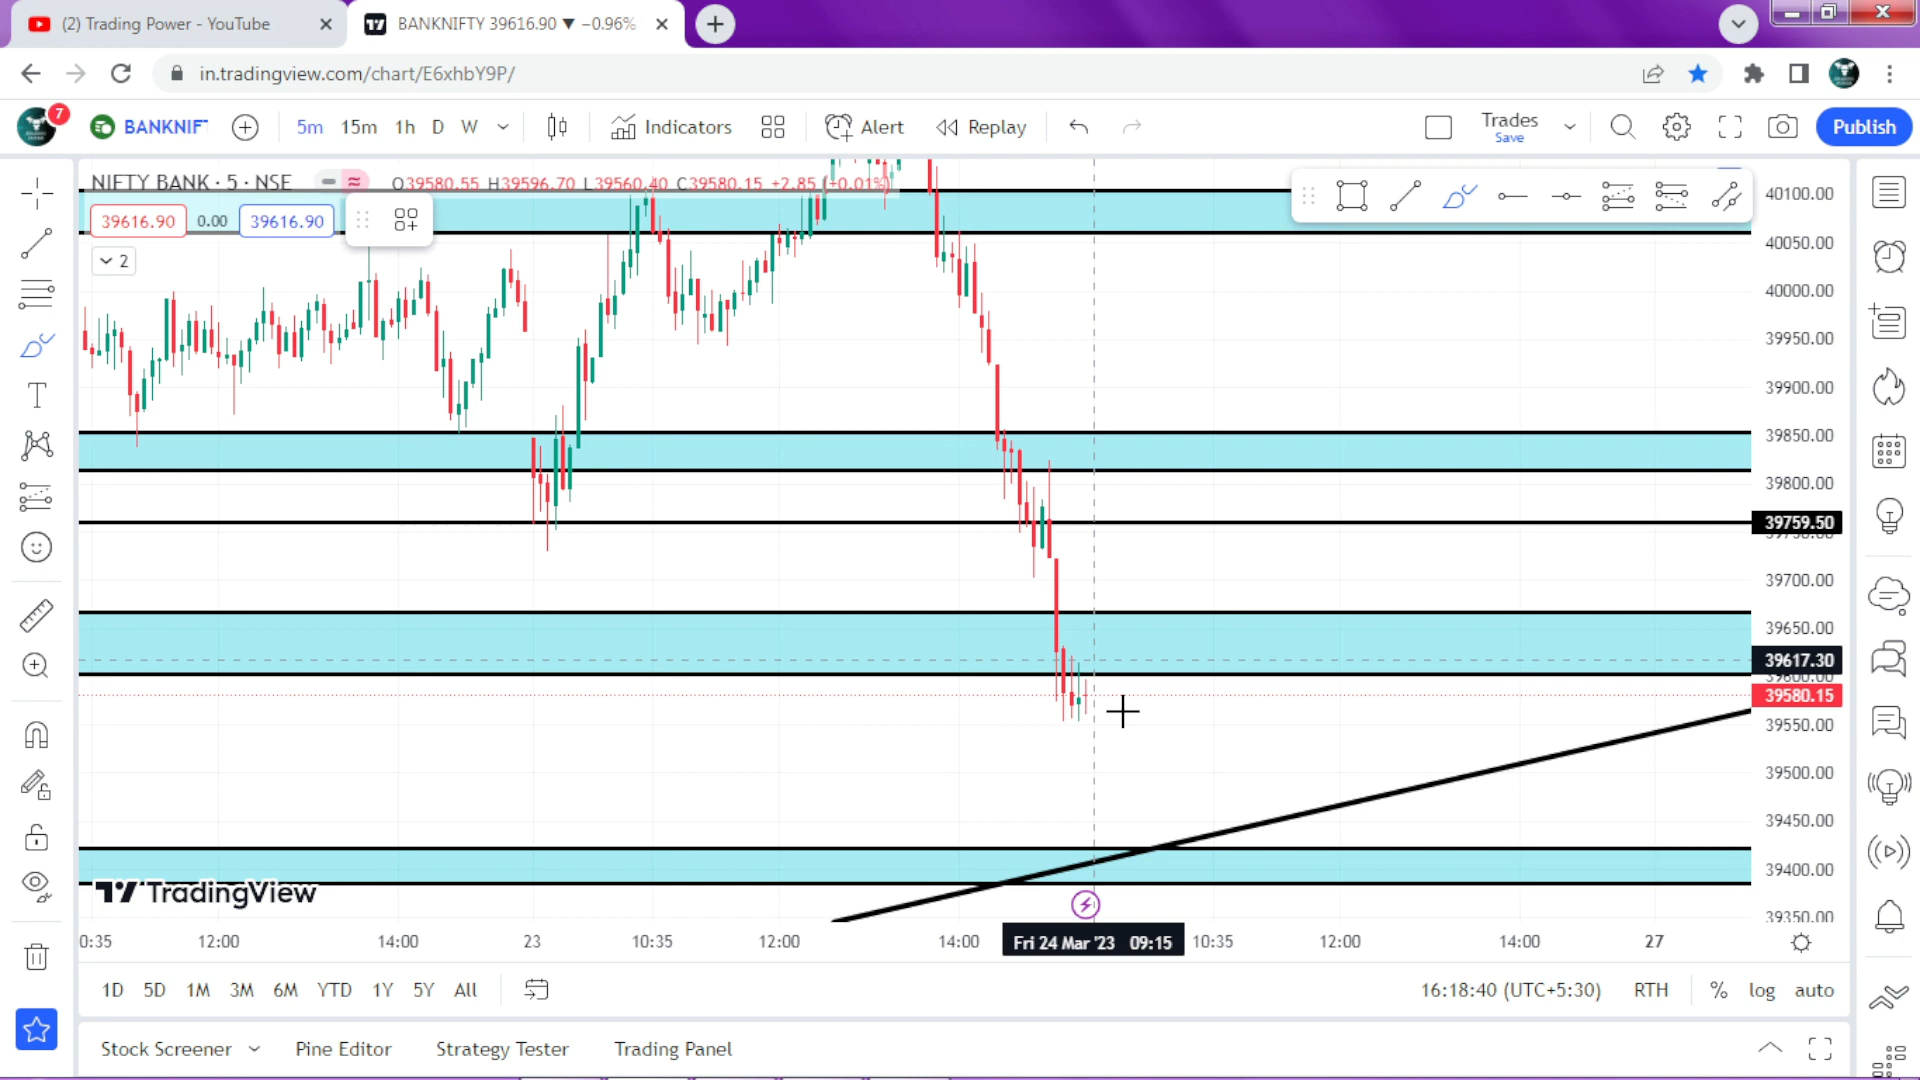 (2) Trading Power - YouTube
BANKNIFTY 39616.90 ▼ −0.96%
in.tradingview.com/chart/E6xhbY9P/
7
BANKNIF
5m 15m 1h D W
Indicators
Alert
Replay
Trades
Save
Publish
NIFTY BANK · 5 · NSE
O39580.55 H39596.70 L39560.40 C39580.15 +2.85 (+0.01%)
39616.90 0.00 39616.90
2
40100.00
40050.00
40000.00
39950.00
39900.00
39850.00
39800.00
39759.50
39700.00
39650.00
39617.30
39600.00
39580.15
39550.00
39500.00
39450.00
39400.00
39350.00
TradingView
0:35 12:00 14:00 23 10:35 12:00 14:00 Fri 24 Mar '23 09:15 10:35 12:00 14:00 27
1D 5D 1M 3M 6M YTD 1Y 5Y All
16:18:40 (UTC+5:30) RTH % log auto
Stock Screener Pine Editor Strategy Tester Trading Panel